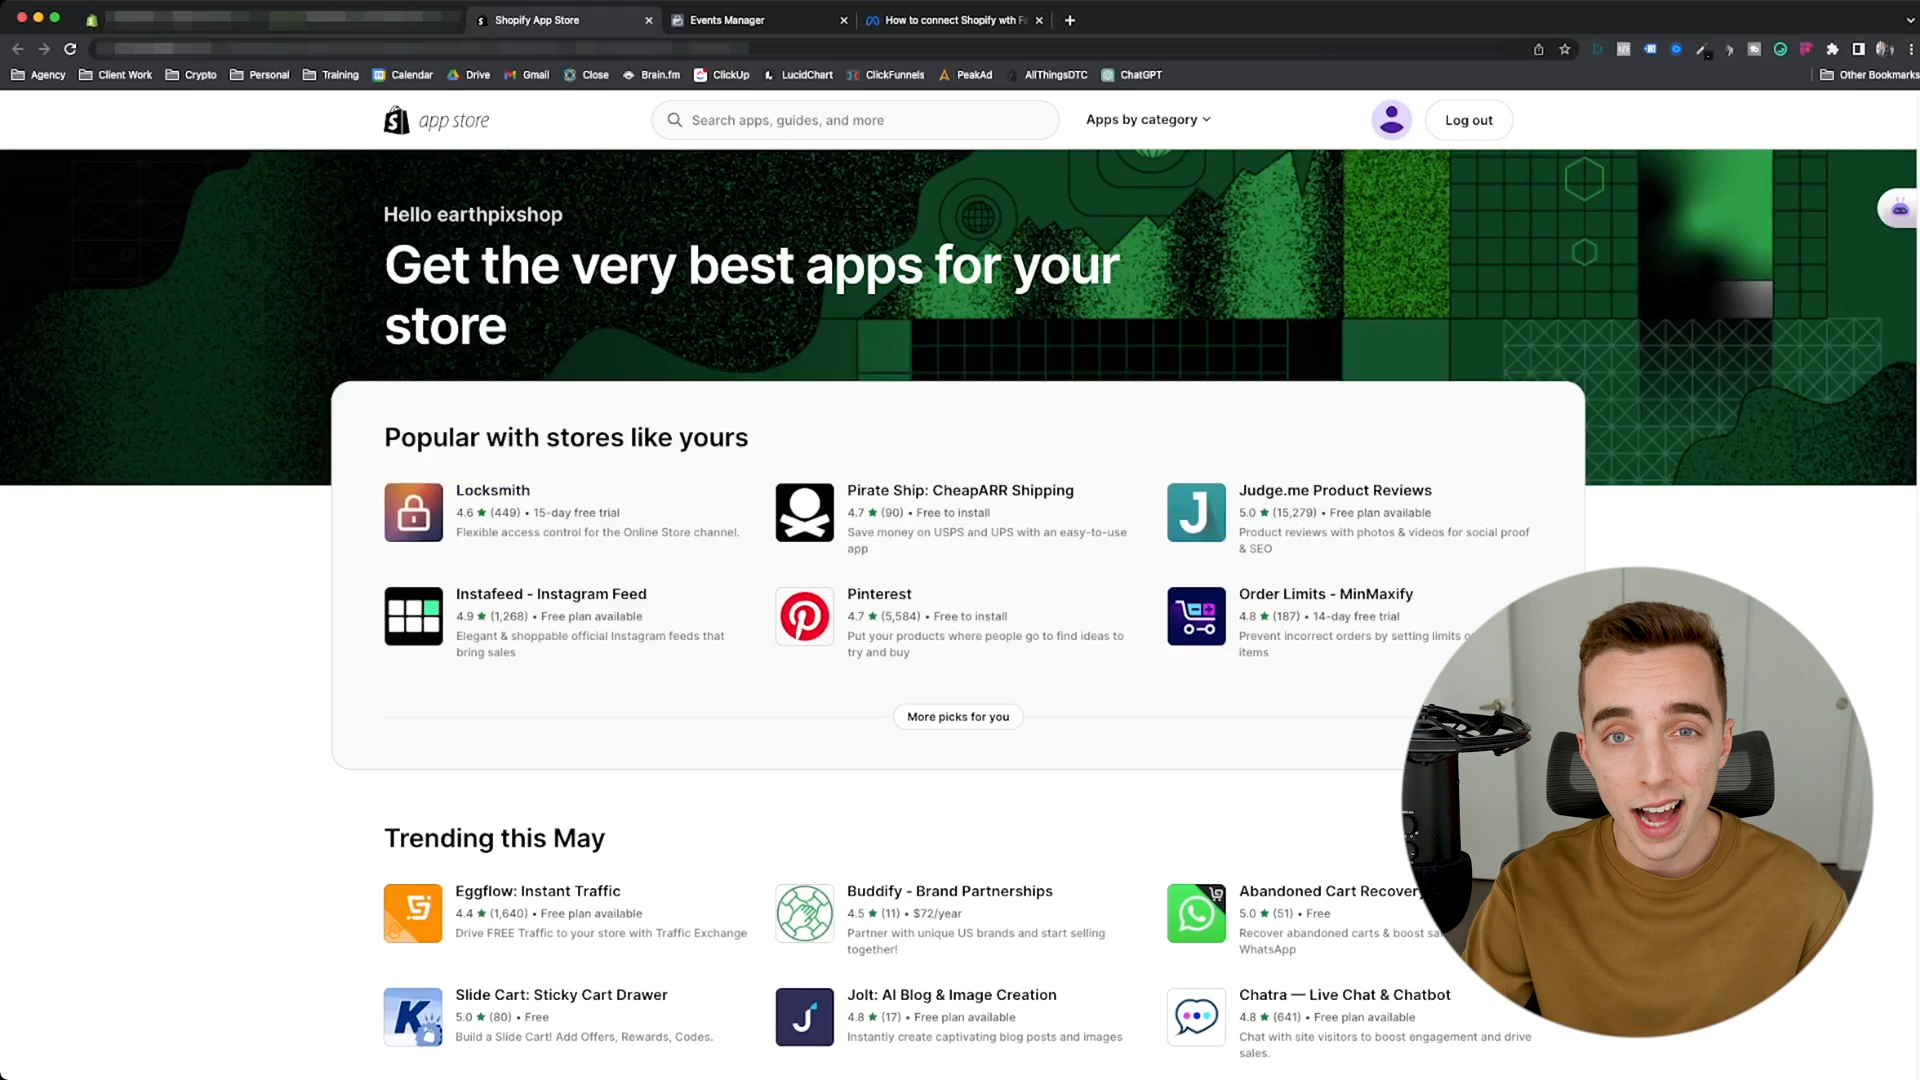 Shopify App Store
Events Manager
How to connect Shopify wth F
Agency
Client Work
Crypto
Personal
Training
Calendar
Drive
Gmail
Close
Brain.fm
ClickUp
LucidChart
ClickFunnels
PeakAd
AllThingsDTC
ChatGPT
Other Bookmarks
app store
Search apps, guides, and more
Apps by category
Log out
Hello earthpixshop
Get the very best apps for your
store
Popular with stores like yours
Locksmith
4.6 ★ (449) • 15-day free trial
Flexible access control for the Online Store channel.
Pirate Ship: CheapARR Shipping
4.7 ★ (90) • Free to install
Save money on USPS and UPS with an easy-to-use
app
Judge.me Product Reviews
5.0 ★ (15,279) • Free plan available
Product reviews with photos & videos for social proof
& SEO
Instafeed - Instagram Feed
4.9 ★ (1,268) • Free plan available
Elegant & shoppable official Instagram feeds that
bring sales
Pinterest
4.7 ★ (5,584) • Free to install
Put your products where people go to find ideas to
try and buy
Order Limits - MinMaxify
4.8 ★ (187) • 14-day free trial
Prevent incorrect orders by setting limits
items
More picks for you
Trending this May
Eggflow: Instant Traffic
4.4 ★ (1,640) • Free plan available
Drive FREE Traffic to your store with Traffic Exchange
Buddify - Brand Partnerships
4.5 ★ (11) • $72/year
Partner with unique US brands and start selling
together!
Abandoned Cart Recovery
5.0 ★ (51) • Free
Recover abandoned carts & boost
WhatsApp
Slide Cart: Sticky Cart Drawer
5.0 ★ (80) • Free
Build a Slide Cart! Add Offers, Rewards, Codes.
Jolt: AI Blog & Image Creation
4.8 ★ (17) • Free plan available
Instantly create captivating blog posts and images
Chatra — Live Chat & Chatbot
4.8 ★ (641) • Free plan available
Chat with site visitors to boost engagement and drive
sales.